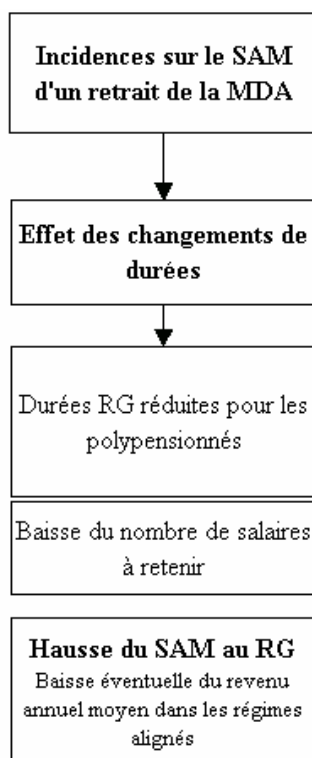 Incidences sur le SAM
d'un retrait de la MDA
Effet des changements de
durées
Durées RG réduites pour les
polypensionnés
Baisse du nombre de salaires
à retenir
Hausse du SAM au RG
Baisse éventuelle du revenu
annuel moyen dans les régimes
alignés